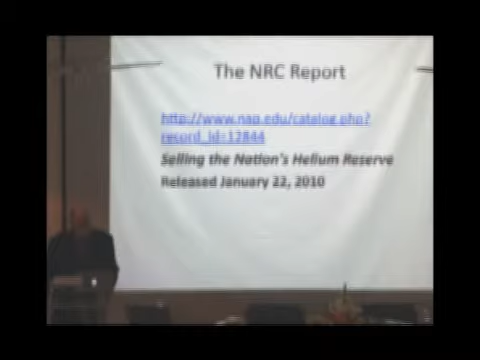 The NRC Report
http://www.nap.edu/catalog.php?
record_id=12844
Selling the Nation's Helium Reserve
Released January 22, 2010